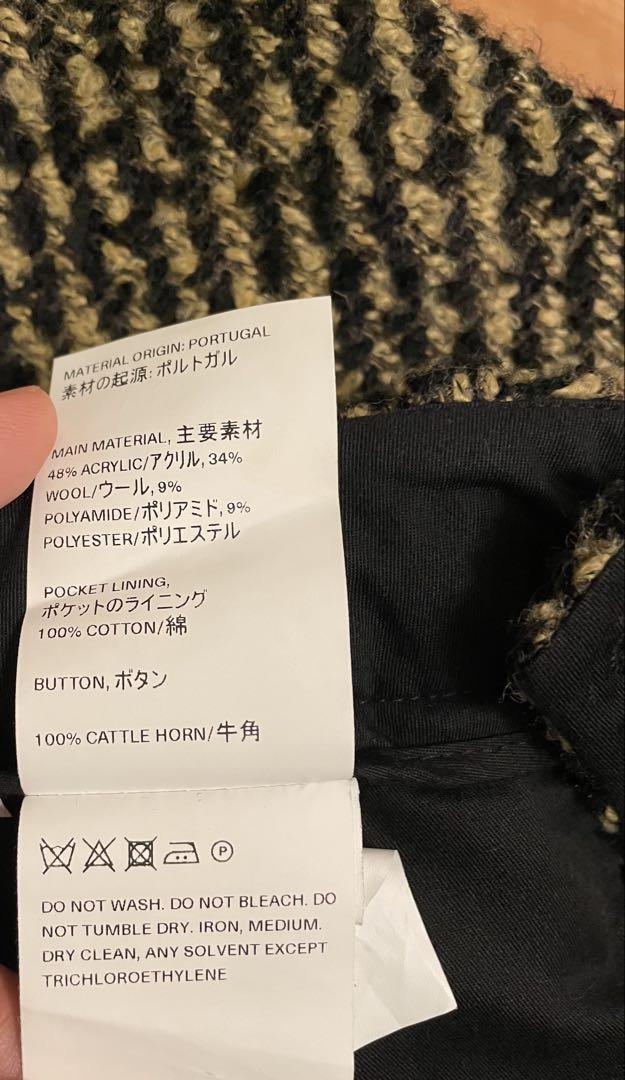 MATERIAL ORIGIN: PORTUGAL
素材の起源: ポルトガル
MAIN MATERIAL, 主要素材
48% ACRYLIC/アクリル, 34%
WOOL/ウール, 9%
POLYAMIDE/ポリアミド, 9%
POLYESTER/ポリエステル
POCKET LINING,
ポケットのライニング
100% COTTON/綿
BUTTON, ボタン
100% CATTLE HORN/牛角
P
DO NOT WASH. DO NOT BLEACH. DO
NOT TUMBLE DRY. IRON, MEDIUM.
DRY CLEAN, ANY SOLVENT EXCEPT
TRICHLOROETHYLENE